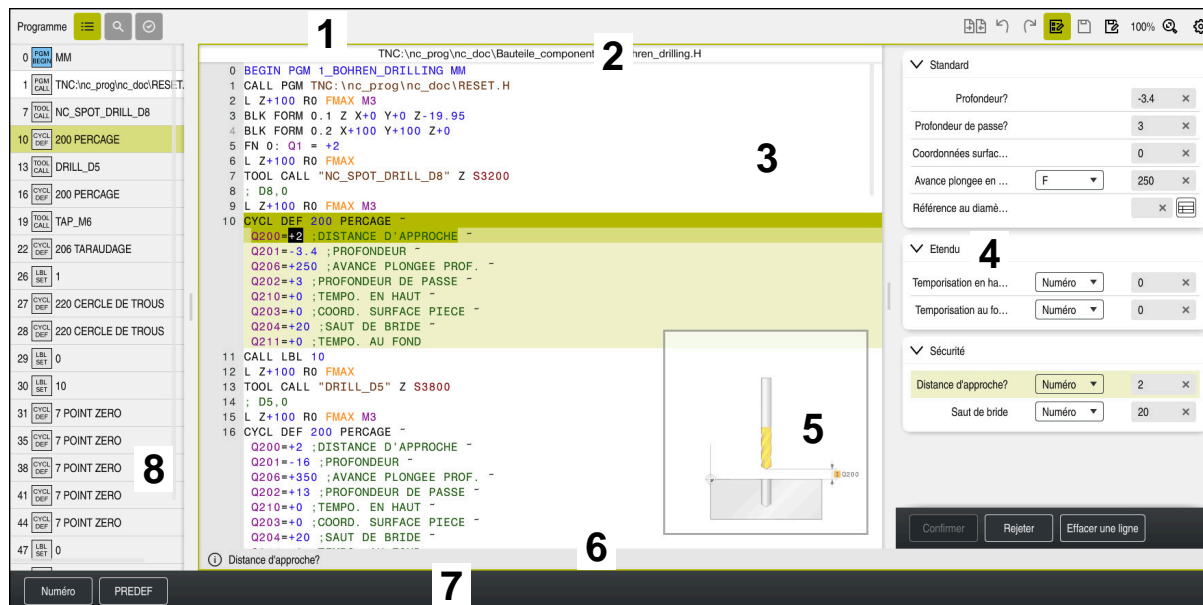 Programme
1
100%
0 PGM BEGIN MM
1 PGM CALL TNC:\nc_prog\nc_doc\RESET.
7 TOOL CALL NC_SPOT_DRILL_D8
10 CYCL DEF 200 PERCAGE
13 TOOL CALL DRILL_D5
16 CYCL DEF 200 PERCAGE
19 TOOL CALL TAP_M6
22 CYCL DEF 206 TARAUDAGE
26 LBL SET 1
27 CYCL DEF 220 CERCLE DE TROUS
28 CYCL DEF 220 CERCLE DE TROUS
29 LBL SET 0
30 LBL SET 10
31 CYCL DEF 7 POINT ZERO
35 CYCL DEF 7 POINT ZERO
38 CYCL DEF 7 POINT ZERO
41 CYCL DEF 7 POINT ZERO
44 CYCL DEF 7 POINT ZERO
47 LBL SET 0
8
TNC:\nc_prog\nc_doc\Bauteile_component 2 hren_drilling.H
0 BEGIN PGM 1_BOHREN_DRILLING MM
1 CALL PGM TNC:\nc_prog\nc_doc\RESET.H
2 L Z+100 R0 FMAX M3
3 BLK FORM 0.1 Z X+0 Y+0 Z-19.95
4 BLK FORM 0.2 X+100 Y+100 Z+0
5 FN 0: Q1 = +2
6 L Z+100 R0 FMAX
7 TOOL CALL "NC_SPOT_DRILL_D8" Z S3200
8 ; D8,0
9 L Z+100 R0 FMAX M3
10 CYCL DEF 200 PERCAGE ~
Q200=+2 ;DISTANCE D'APPROCHE ~
Q201=-3.4 ;PROFONDEUR ~
Q206=+250 ;AVANCE PLONGEE PROF. ~
Q202=+3 ;PROFONDEUR DE PASSE ~
Q210=+0 ;TEMPO. EN HAUT ~
Q203=+0 ;COORD. SURFACE PIECE ~
Q204=+20 ;SAUT DE BRIDE ~
Q211=+0 ;TEMPO. AU FOND
11 CALL LBL 10
12 L Z+100 R0 FMAX
13 TOOL CALL "DRILL_D5" Z S3800
14 ; D5,0
15 L Z+100 R0 FMAX M3
16 CYCL DEF 200 PERCAGE ~
Q200=+2 ;DISTANCE D'APPROCHE ~
Q201=-16 ;PROFONDEUR ~
Q206=+350 ;AVANCE PLONGEE PROF. ~
Q202=+13 ;PROFONDEUR DE PASSE ~
Q210=+0 ;TEMPO. EN HAUT ~
Q203=+0 ;COORD. SURFACE PIECE ~
Q204=+20 ;SAUT DE BRIDE ~
3
5
Q200
6
Distance d'approche?
Standard
Profondeur? -3.4
Profondeur de passe? 3
Coordonnées surfac... 0
Avance plongee en ... F 250
Référence au diamè...
Etendu
4
Temporisation en ha... Numéro 0
Temporisation au fo... Numéro 0
Sécurité
Distance d'approche? Numéro 2
Saut de bride Numéro 20
Confirmer Rejeter Effacer une ligne
Numéro PREDEF
7